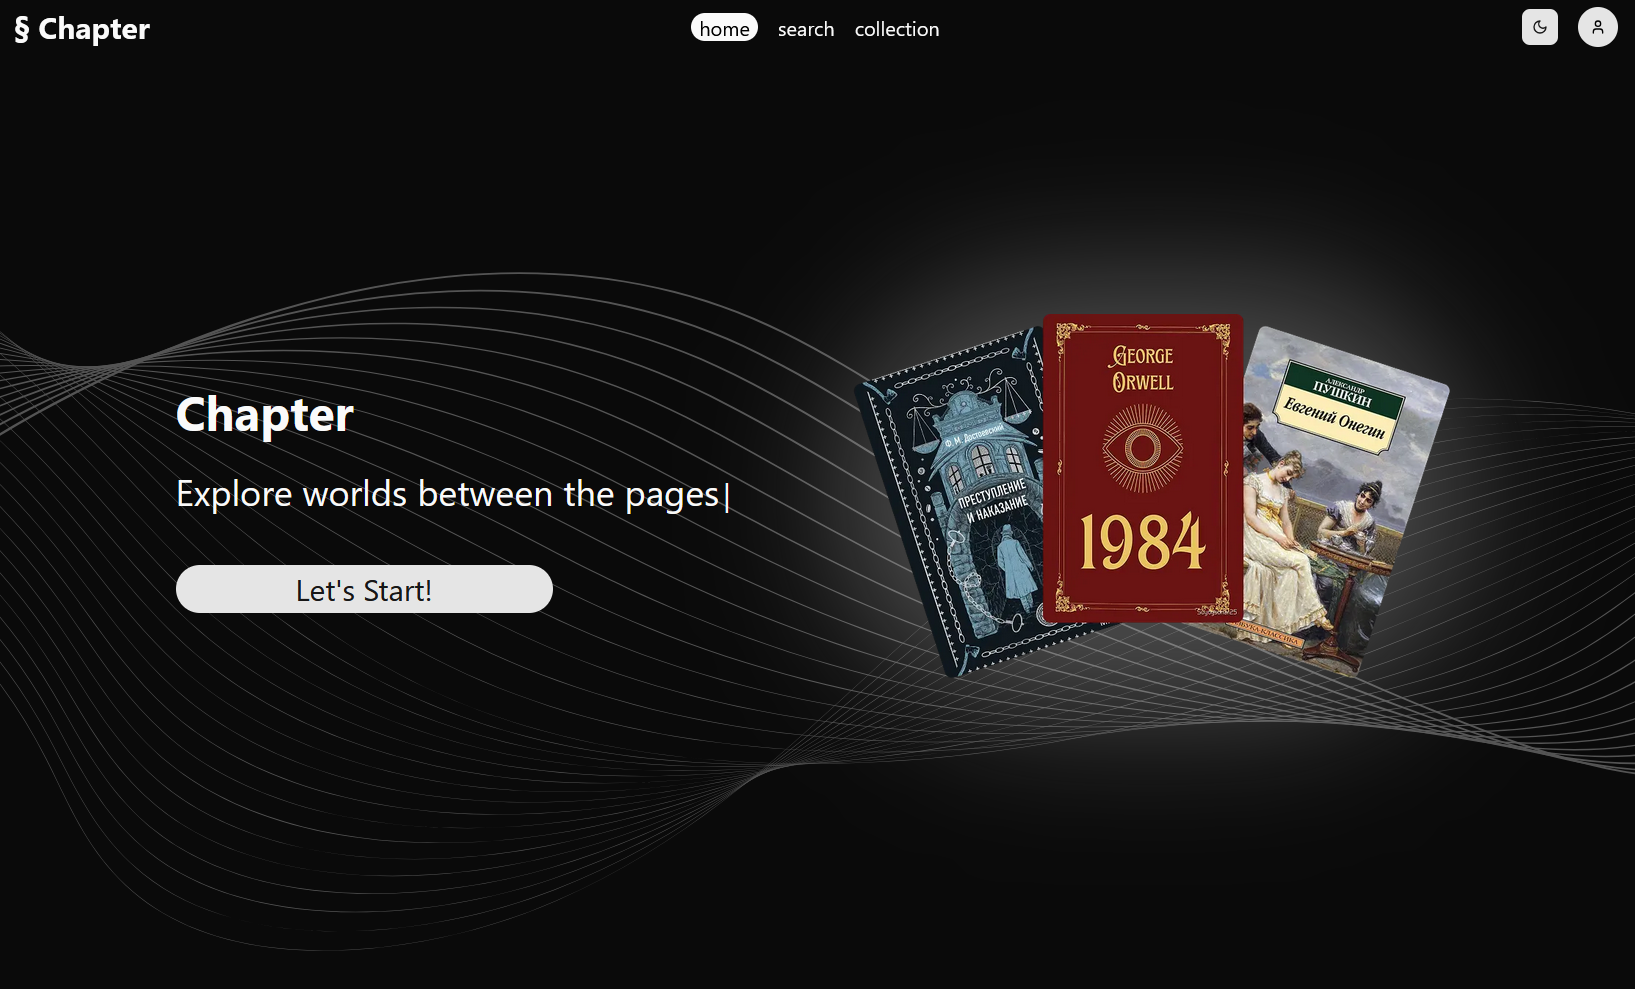 § Chapter
home
search
collection
Chapter
Explore worlds between the pages|
Let's Start!
Ф. М. Достоевский
ПРЕСТУПЛЕНИЕ
И НАКАЗАНИЕ
GEORGE
ORWELL
1984
АЛЕКСАНДР
ПУШКИН
Евгений Онегин